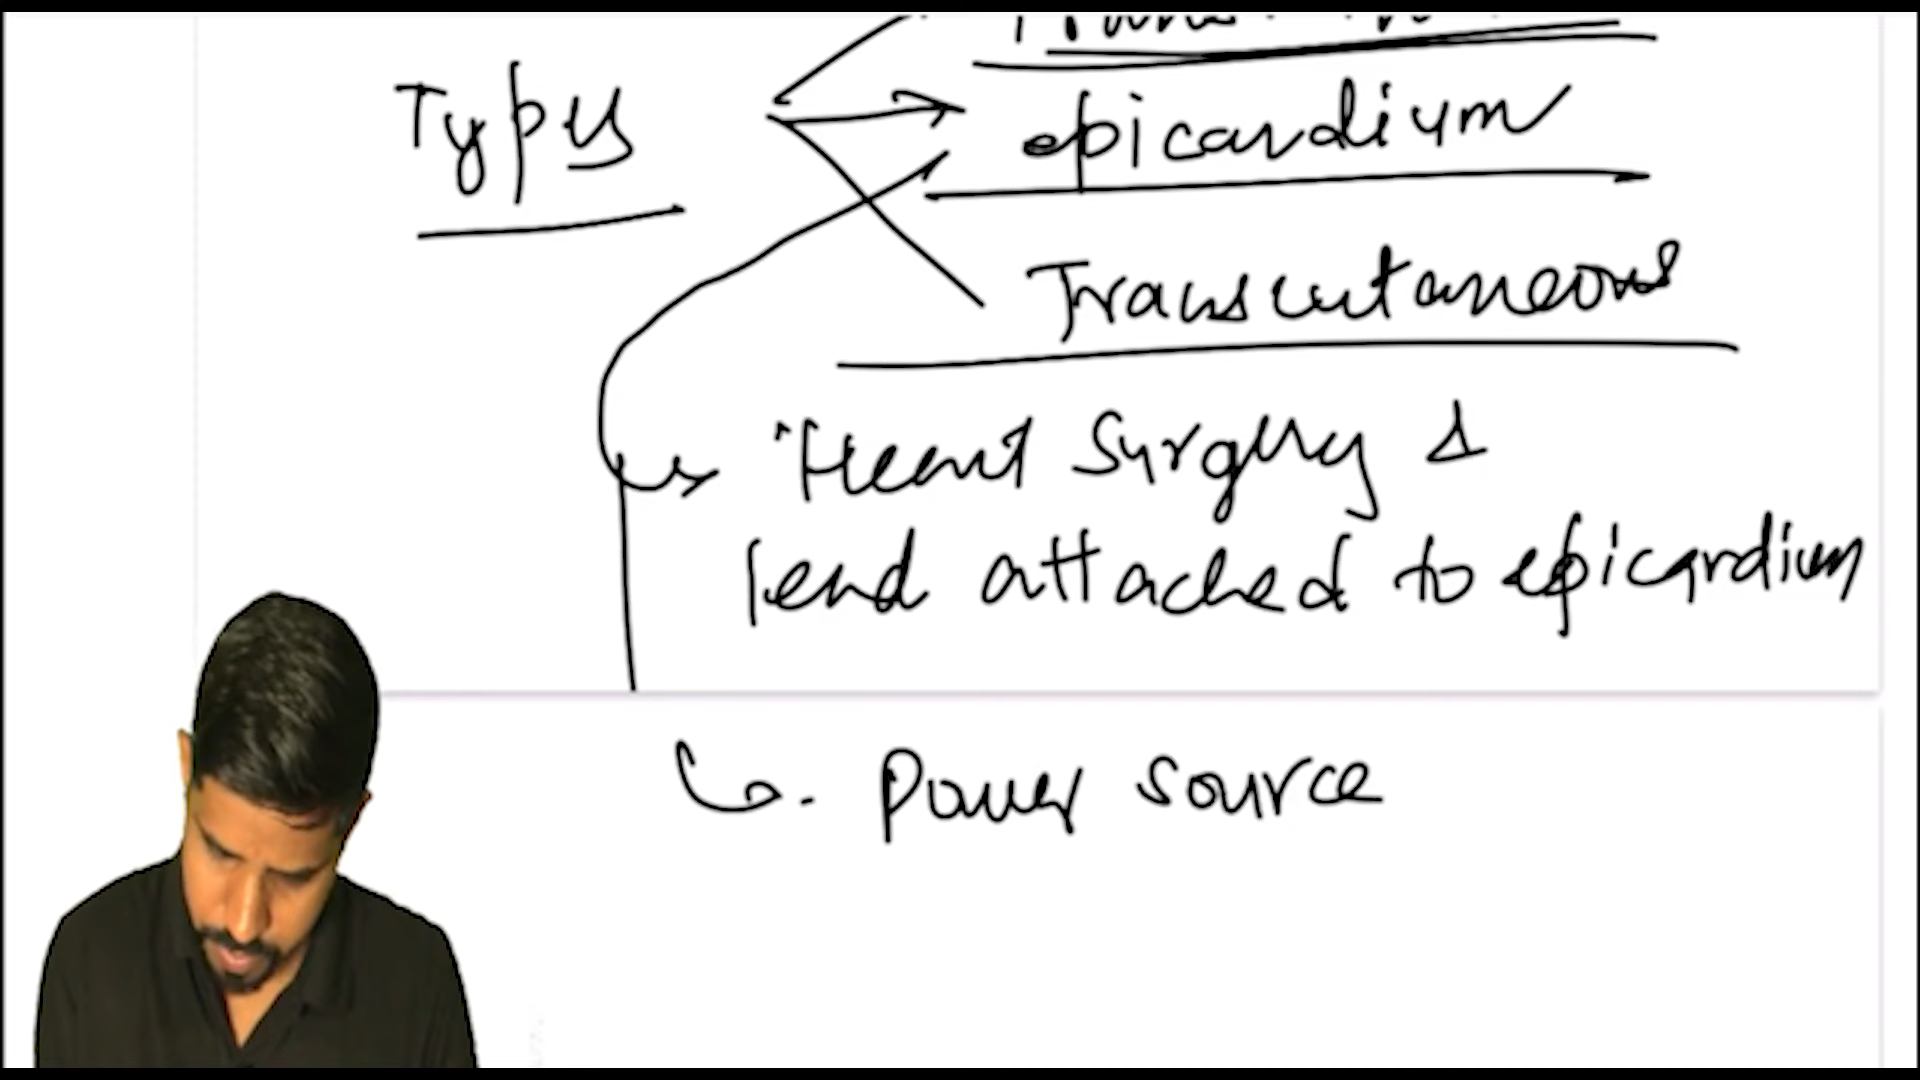 Types
epicardium
Transcutaneous
Heart Surgery &
lead attached to epicardium
Power source